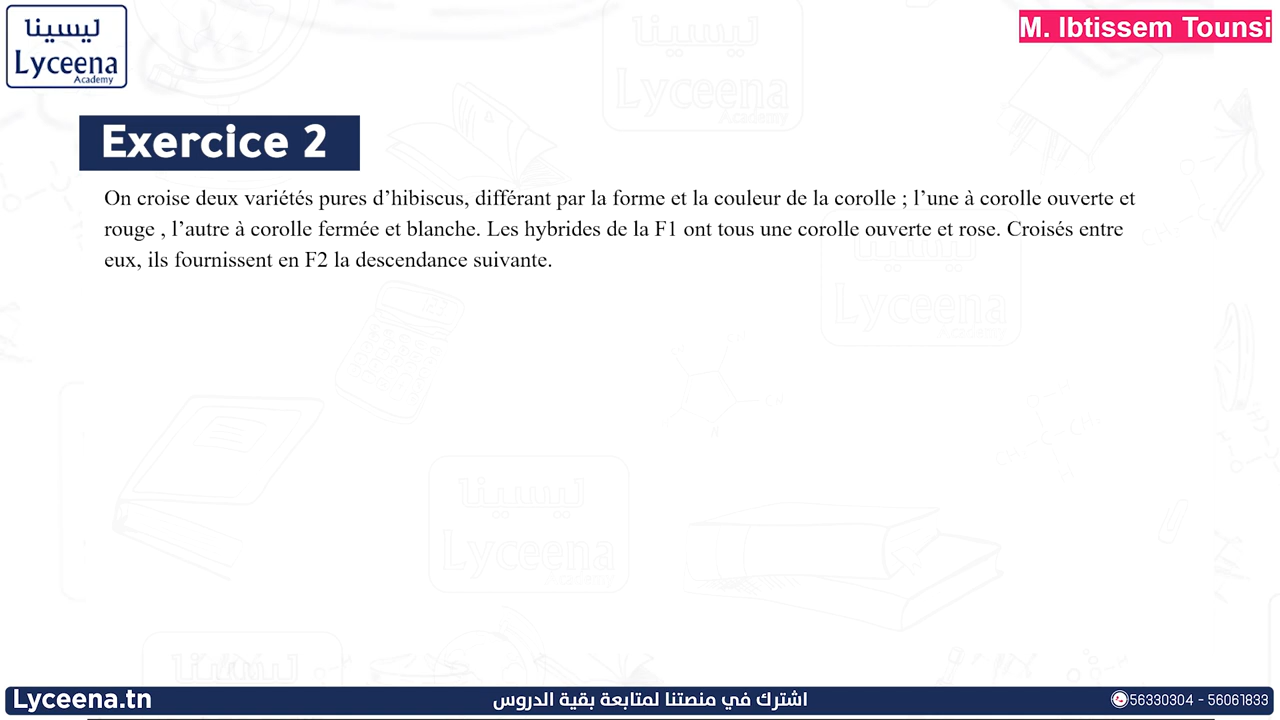 ليسينا
Lyceena
Academy
M. Ibtissem Tounsi
Exercice 2
On croise deux variétés pures d’hibiscus, différant par la forme et la couleur de la corolle ; l’une à corolle ouverte et
rouge , l’autre à corolle fermée et blanche. Les hybrides de la F1 ont tous une corolle ouverte et rose. Croisés entre
eux, ils fournissent en F2 la descendance suivante.
Lyceena.tn
اشترك في منصتنا لمتابعة بقية الدروس
56330304 - 56061833